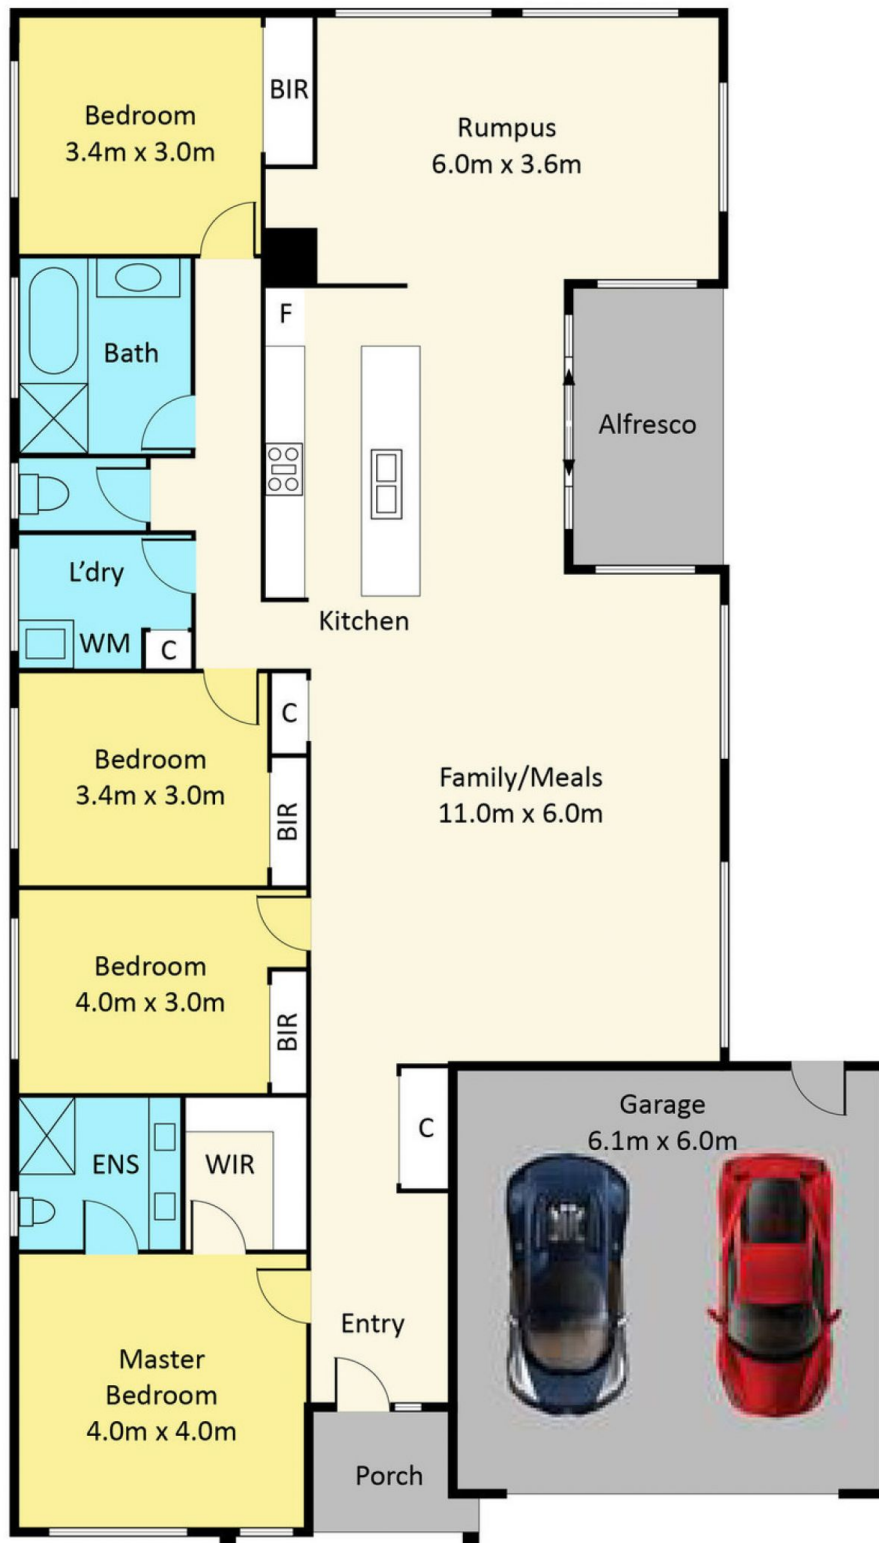 Bedroom
3.4m x 3.0m
BIR
Rumpus
6.0m x 3.6m
F
Bath
Alfresco
L'dry
WM
C
Kitchen
C
Bedroom
3.4m x 3.0m
BIR
Family/Meals
11.0m x 6.0m
Bedroom
4.0m x 3.0m
BIR
ENS
WIR
C
Garage
6.1m x 6.0m
Entry
Master
Bedroom
4.0m x 4.0m
Porch